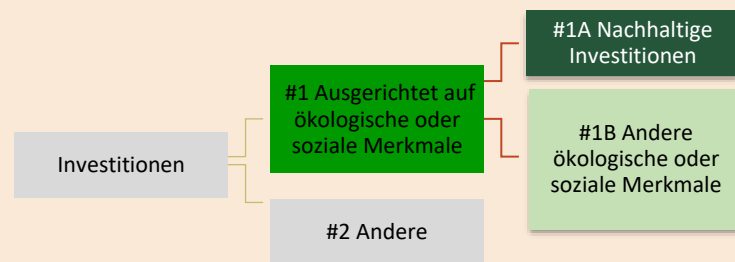 #1A Nachhaltige
Investitionen
#1 Ausgerichtet auf
ökologische oder
soziale Merkmale
#1B Andere
ökologische oder
soziale Merkmale
Investitionen
#2 Andere